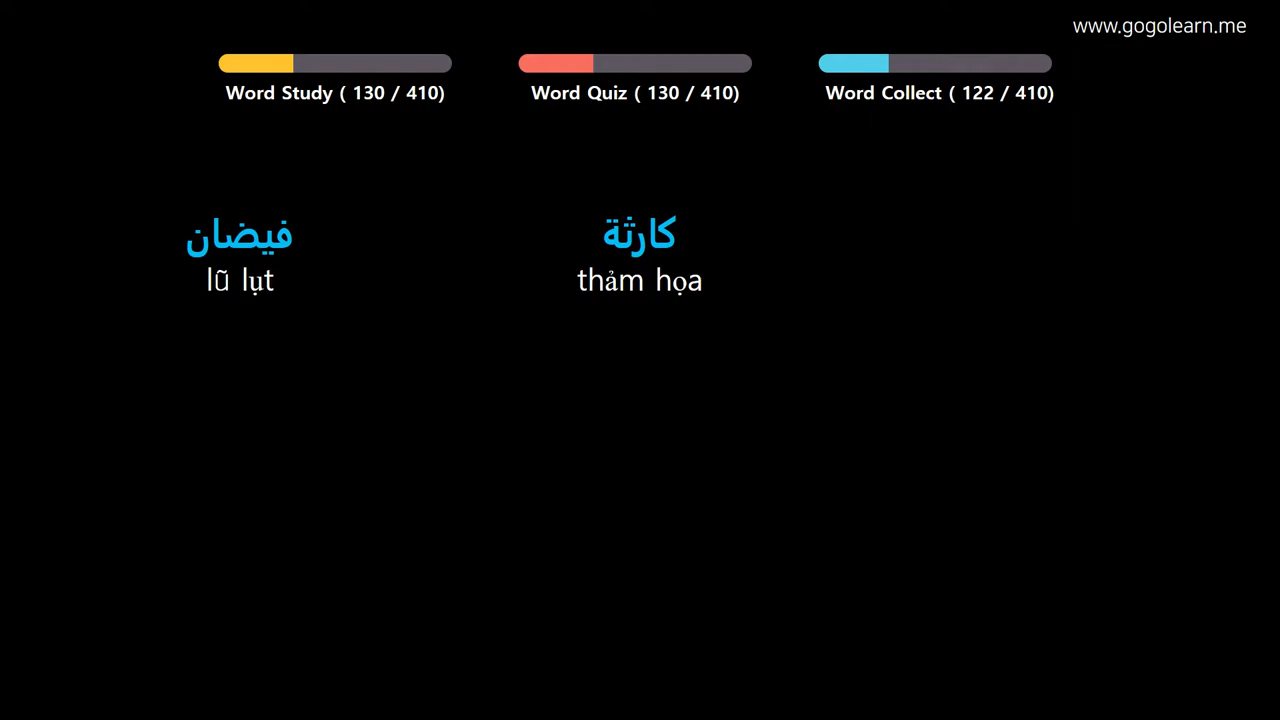 www.gogolearn.me
Word Study ( 130 / 410)
Word Quiz ( 130 / 410)
Word Collect ( 122 / 410)
فيضان
lũ lụt
كارثة
thảm họa